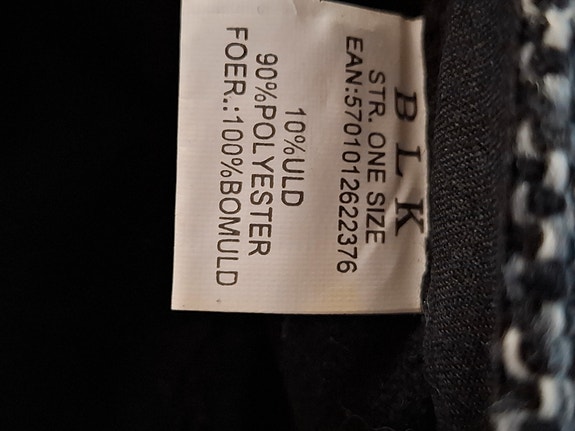 BLK
STR. ONE SIZE
EAN:5701012622376
10%ULD
90%POLYESTER
FOER.:100%BOMULD